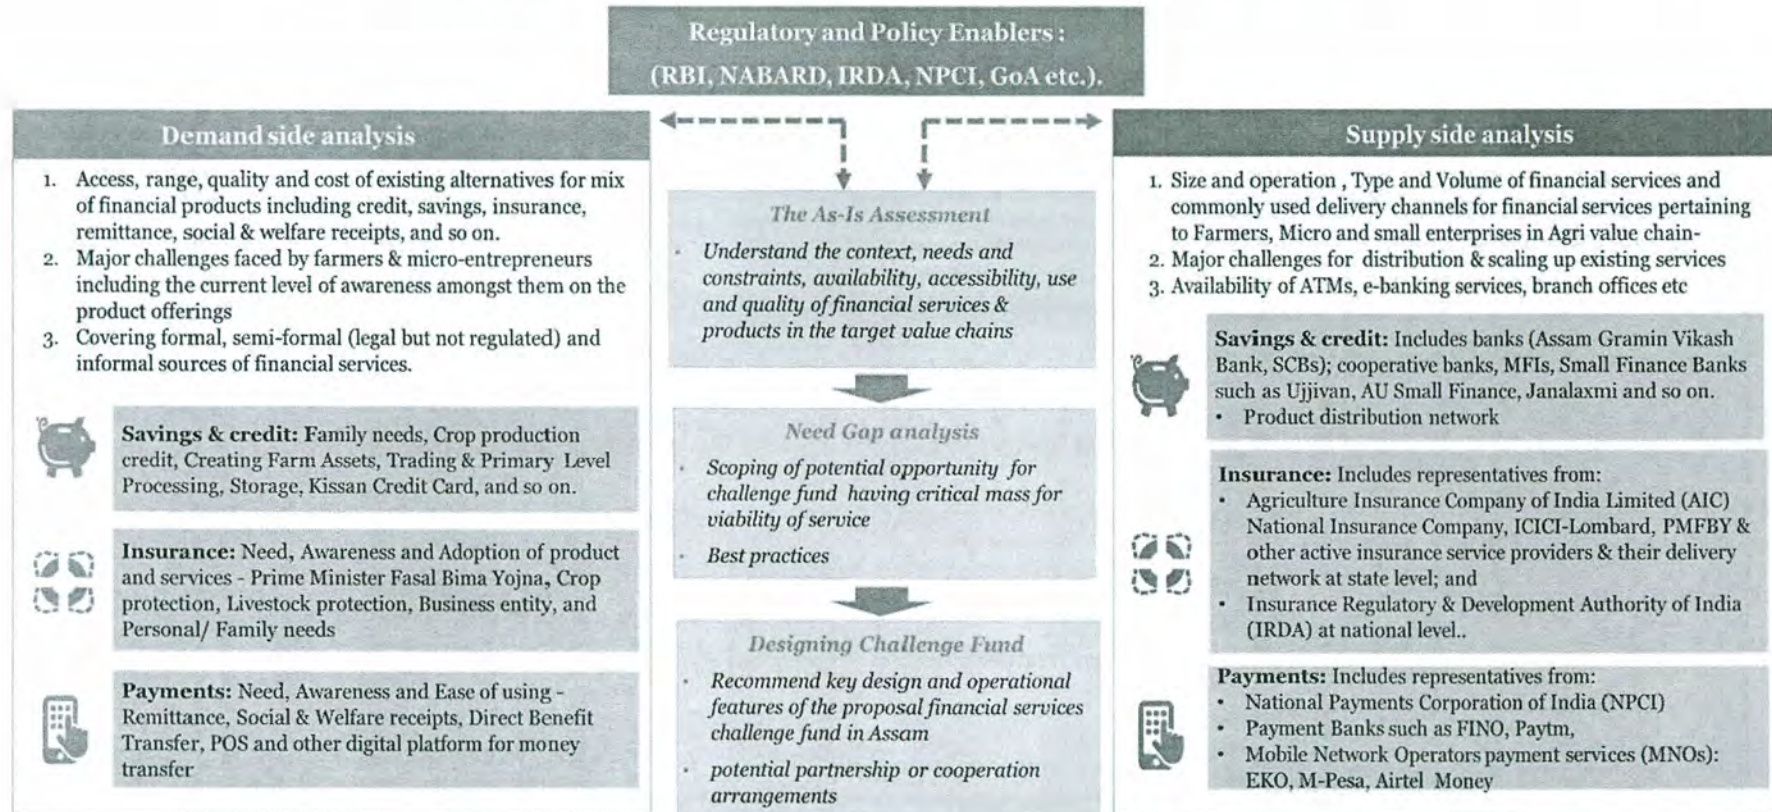 Regulatory and Policy Enablers :
(RBI, NABARD, IRDA, NPCI, GoA etc.).
Demand side analysis
1. Access, range, quality and cost of existing alternatives for mix
of financial products including credit, savings, insurance,
remittance, social & welfare receipts, and so on.
2. Major challenges faced by farmers & micro-entrepreneurs
including the current level of awareness amongst them on the
product offerings
3. Covering formal, semi-formal (legal but not regulated) and
informal sources of financial services.
Savings & credit: Family needs, Crop production
credit, Creating Farm Assets, Trading & Primary Level
Processing, Storage, Kissan Credit Card, and so on.
Insurance: Need, Awareness and Adoption of product
and services - Prime Minister Fasal Bima Yojna, Crop
protection, Livestock protection, Business entity, and
Personal/ Family needs
Payments: Need, Awareness and Ease of using -
Remittance, Social & Welfare receipts, Direct Benefit
Transfer, POS and other digital platform for money
transfer
The As-Is Assessment
· Understand the context, needs and
constraints, availability, accessibility, use
and quality of financial services &
products in the target value chains
Need Gap analysis
· Scoping of potential opportunity for
challenge fund having critical mass for
viability of service
· Best practices
Designing Challenge Fund
· Recommend key design and operational
features of the proposal financial services
challenge fund in Assam
· potential partnership or cooperation
arrangements
Supply side analysis
1. Size and operation , Type and Volume of financial services and
commonly used delivery channels for financial services pertaining
to Farmers, Micro and small enterprises in Agri value chain-
2. Major challenges for distribution & scaling up existing services
3. Availability of ATMs, e-banking services, branch offices etc
Savings & credit: Includes banks (Assam Gramin Vikash
Bank, SCBs); cooperative banks, MFIs, Small Finance Banks
such as Ujjivan, AU Small Finance, Janalaxmi and so on.
• Product distribution network
Insurance: Includes representatives from:
• Agriculture Insurance Company of India Limited (AIC)
National Insurance Company, ICICI-Lombard, PMFBY &
other active insurance service providers & their delivery
network at state level; and
• Insurance Regulatory & Development Authority of India
(IRDA) at national level..
Payments: Includes representatives from:
• National Payments Corporation of India (NPCI)
• Payment Banks such as FINO, Paytm,
• Mobile Network Operators payment services (MNOs):
EKO, M-Pesa, Airtel Money